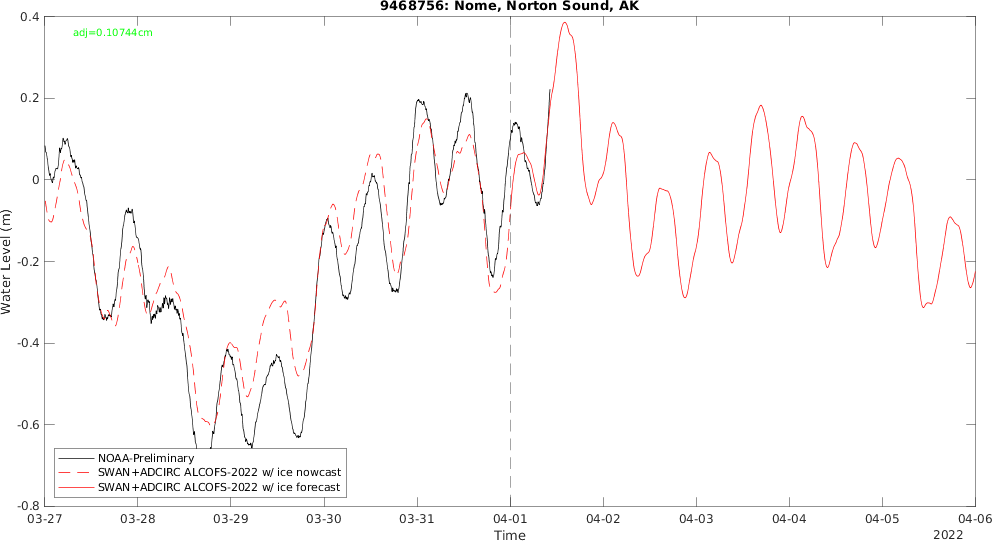 9468756: Nome, Norton Sound, AK
adj=0.10744cm
0.4
0.2
0
-0.2
-0.4
-0.6
-0.8
Water Level (m)
NOAA-Preliminary
SWAN+ADCIRC ALCOFS-2022 w/ ice nowcast
SWAN+ADCIRC ALCOFS-2022 w/ ice forecast
03-27 03-28 03-29 03-30 03-31 04-01 04-02 04-03 04-04 04-05 04-06
Time
2022